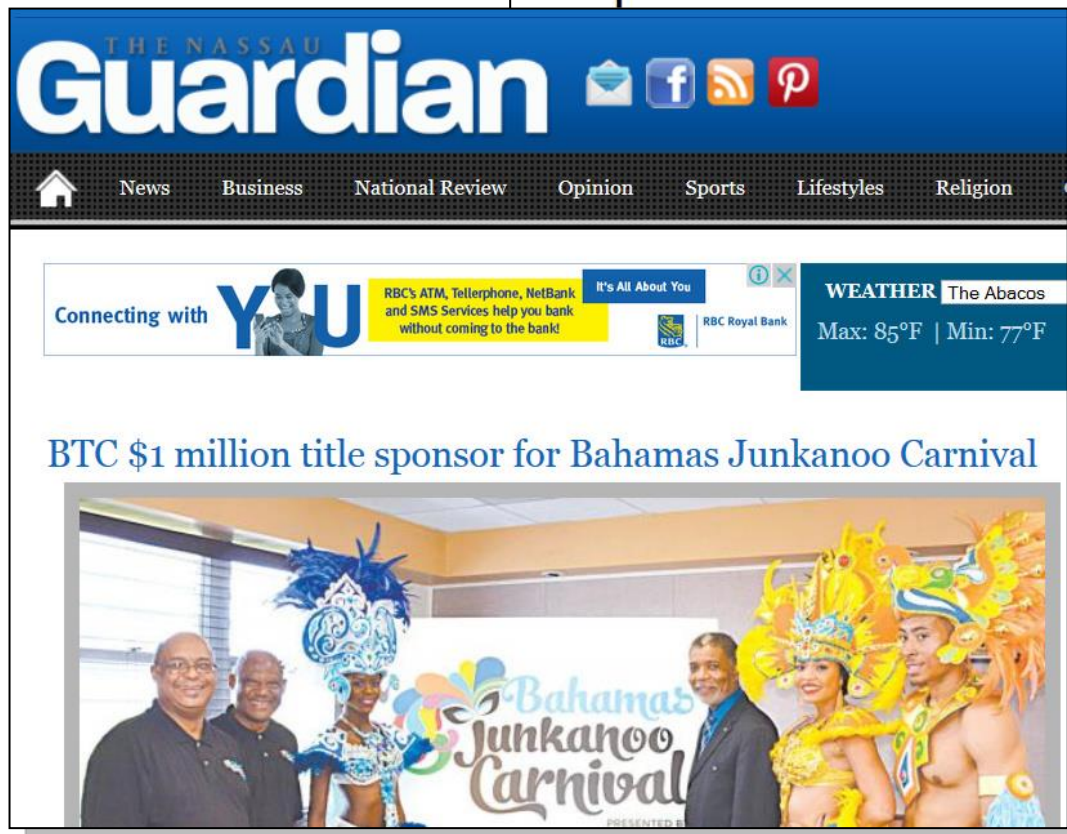 THE NASSAU
Guardian
News Business National Review Opinion Sports Lifestyles Religion
Connecting with YOU
RBC's ATM, Tellerphone, NetBank
and SMS Services help you bank
without coming to the bank!
It's All About You
RBC
RBC Royal Bank
WEATHER The Abacos
Max: 85°F | Min: 77°F
BTC $1 million title sponsor for Bahamas Junkanoo Carnival
Bahamas
Junkanoo
Carnival
PRESENTED